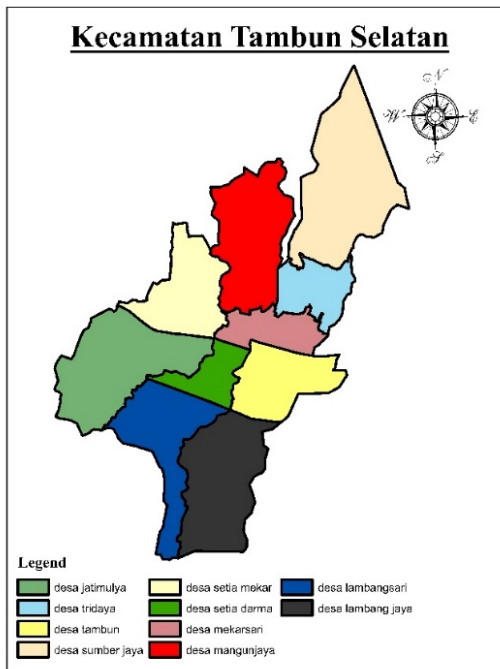 Kecamatan Tambun Selatan
N
W E
S
Legend
desa jatimulya
desa tridaya
desa tambun
desa sumber jaya
desa setia mekar
desa setia darma
desa mekarsari
desa mangunjaya
desa lambangsari
desa lambang jaya